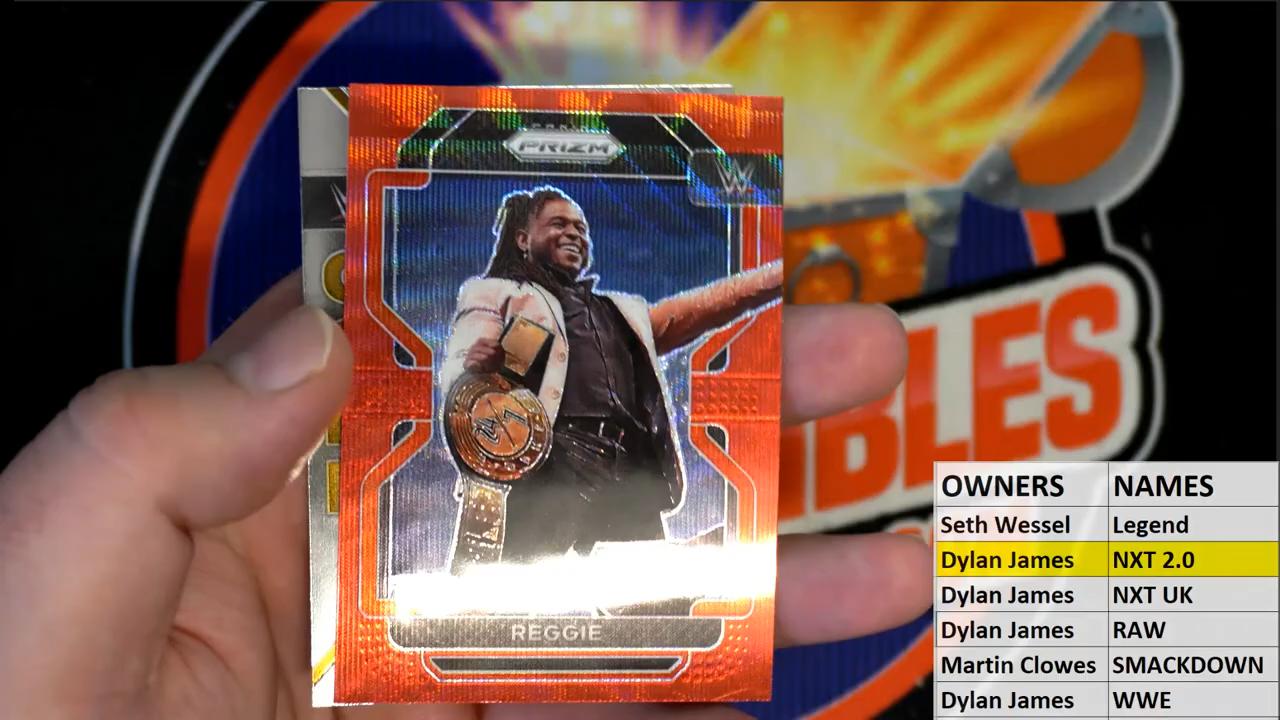 PRIZM
W
REGGIE
BLES
OWNERS NAMES
Seth Wessel Legend
Dylan James NXT 2.0
Dylan James NXT UK
Dylan James RAW
Martin Clowes SMACKDOWN
Dylan James WWE